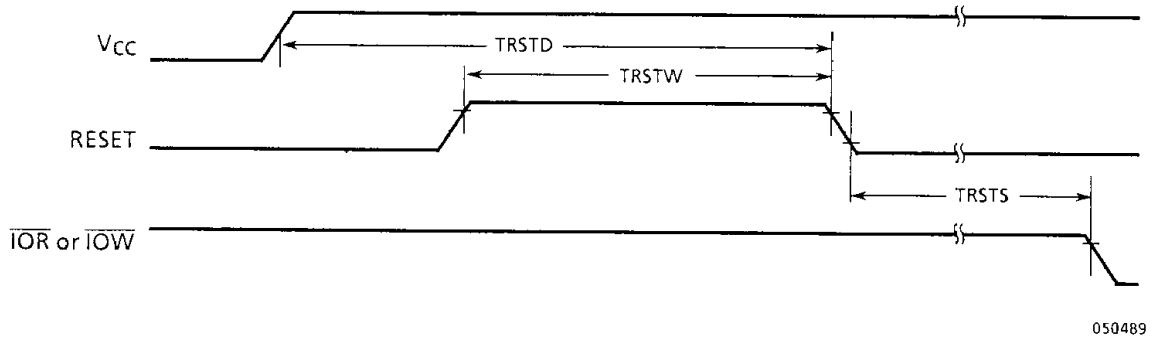 VCC
TRSTD
TRSTW
RESET
TRSTS
IOR or IOW
050489